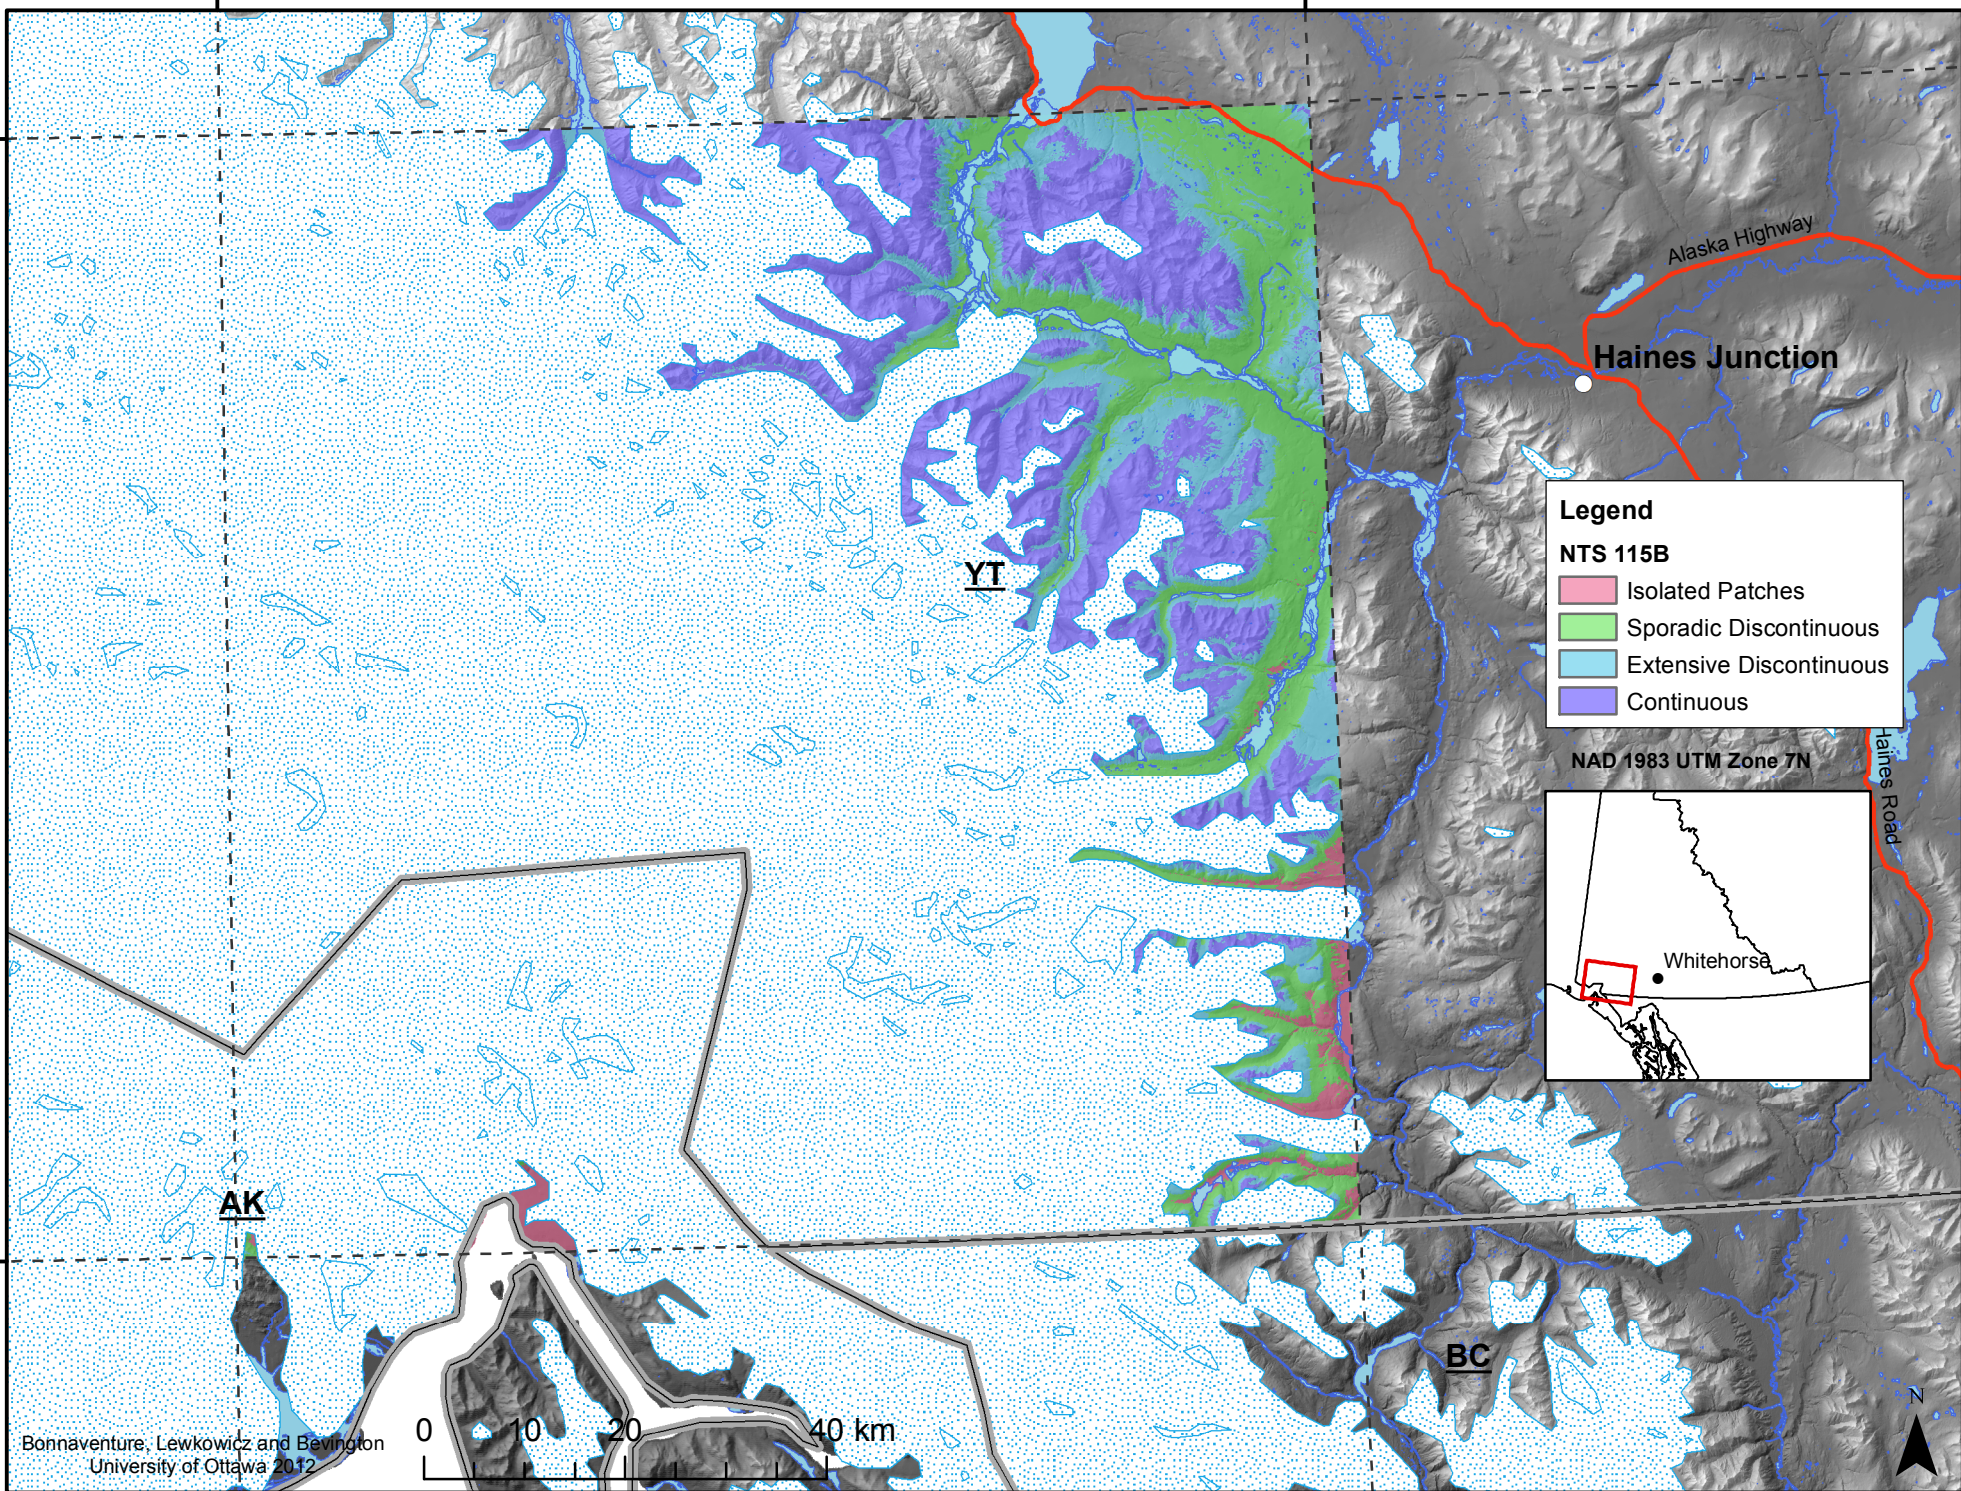 Alaska Highway
Haines Junction
Legend
NTS 115B
Isolated Patches
Sporadic Discontinuous
Extensive Discontinuous
Continuous
YT
NAD 1983 UTM Zone 7N
Haines Road
Whitehorse
AK
BC
N
0 10 20 40 km
Bonnaventure, Lewkowicz and Bevington
University of Ottawa 2012